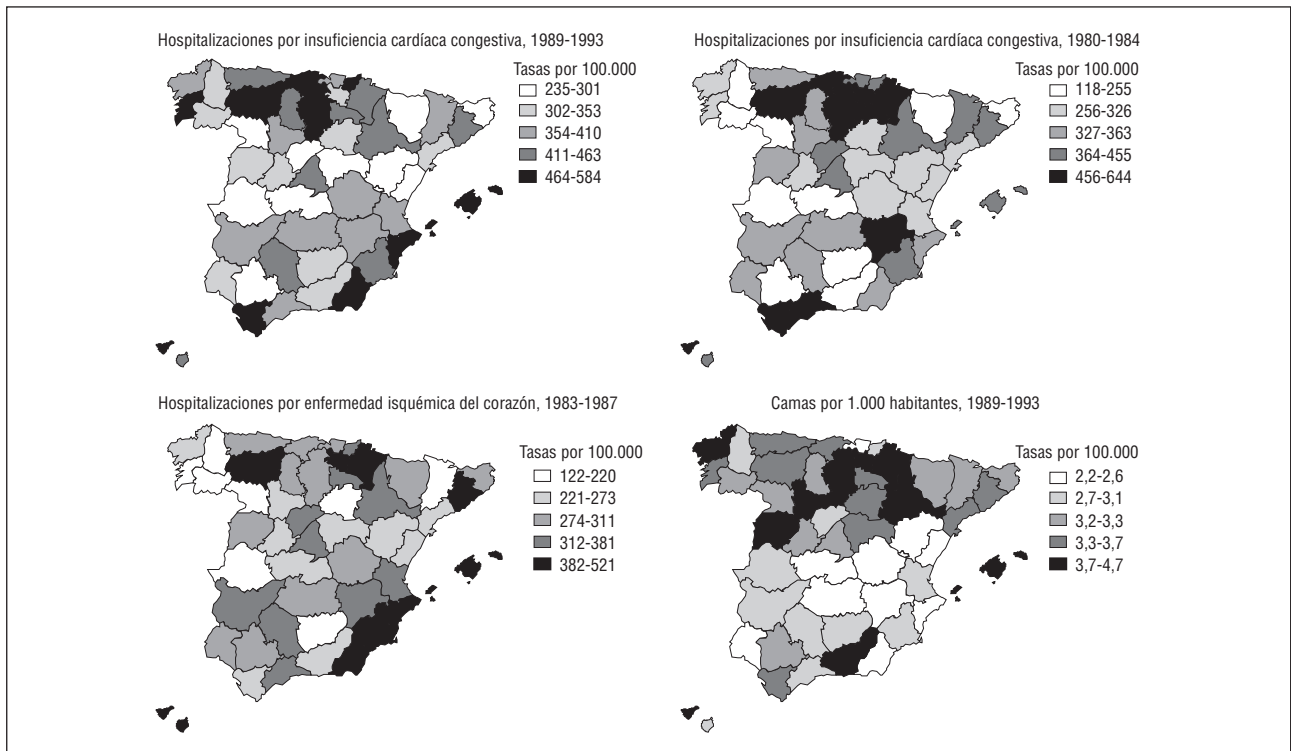 Hospitalizaciones por insuficiencia cardíaca congestiva, 1989-1993
Tasas por 100.000
235-301
302-353
354-410
411-463
464-584
Hospitalizaciones por insuficiencia cardíaca congestiva, 1980-1984
Tasas por 100.000
118-255
256-326
327-363
364-455
456-644
Hospitalizaciones por enfermedad isquémica del corazón, 1983-1987
Tasas por 100.000
122-220
221-273
274-311
312-381
382-521
Camas por 1.000 habitantes, 1989-1993
Tasas por 100.000
2,2-2,6
2,7-3,1
3,2-3,3
3,3-3,7
3,7-4,7